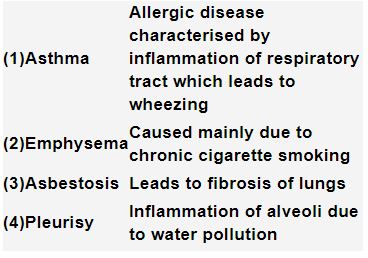 (1)Asthma
Allergic disease
characterised by
inflammation of respiratory
tract which leads to
wheezing
(2)Emphysema
Caused mainly due to
chronic cigarette smoking
(3)Asbestosis
Leads to fibrosis of lungs
(4)Pleurisy
Inflammation of alveoli due
to water pollution